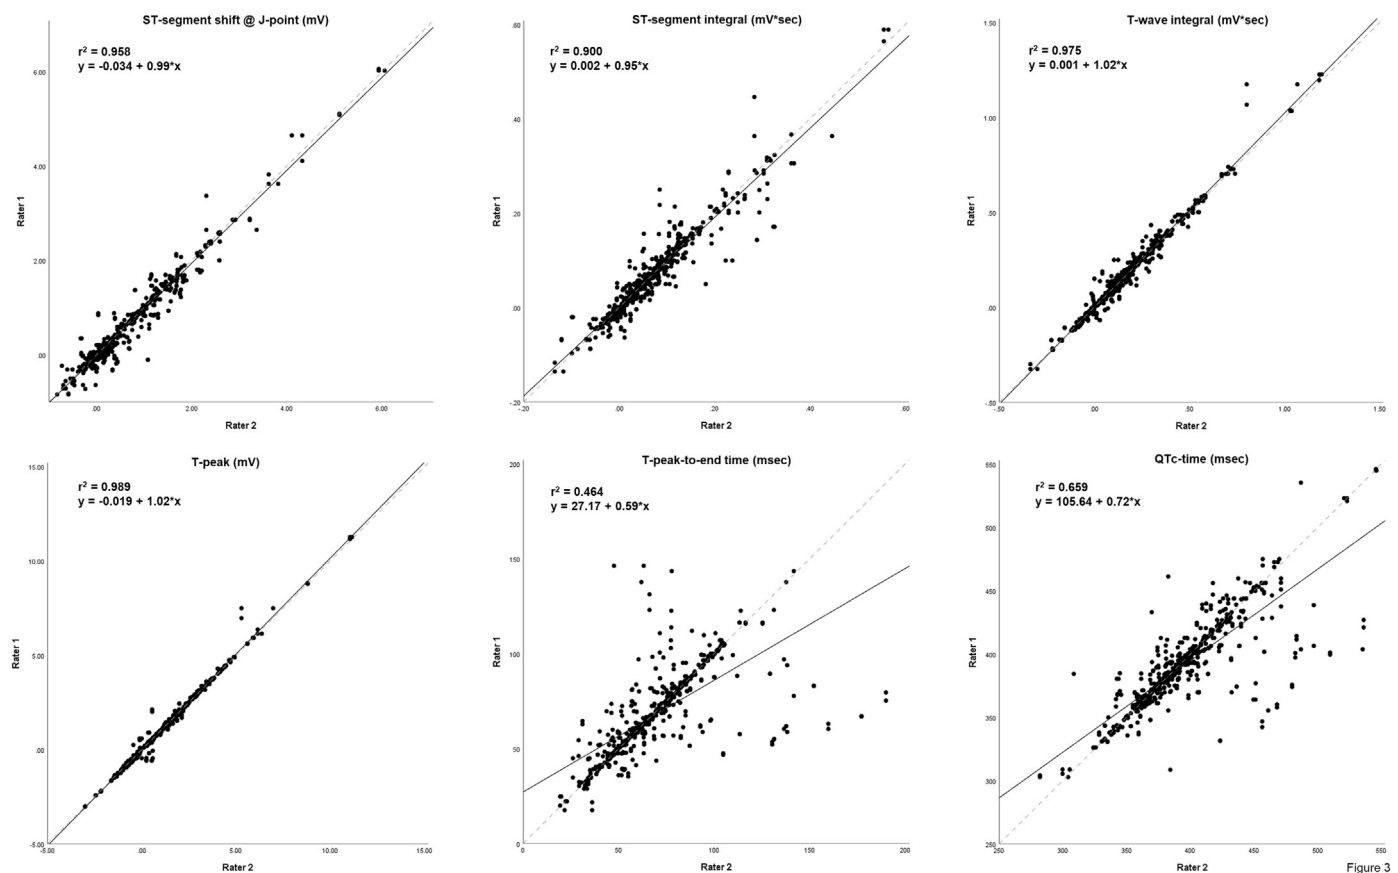 ST-segment shift @ J-point (mV)
r² = 0.958
y = -0.034 + 0.99*x
6.00
4.00
2.00
.00
Rater 1
.00 2.00 4.00 6.00
Rater 2
ST-segment integral (mV*sec)
r² = 0.900
y = 0.002 + 0.95*x
.60
.40
.20
.00
-.20
Rater 1
-.20 .00 .20 .40 .60
Rater 2
T-wave integral (mV*sec)
r² = 0.975
y = 0.001 + 1.02*x
1.50
1.00
.50
.00
-.50
Rater 1
-.50 .00 .50 1.00 1.50
Rater 2
T-peak (mV)
r² = 0.989
y = -0.019 + 1.02*x
15.00
10.00
5.00
.00
-5.00
Rater 1
-5.00 .00 5.00 10.00 15.00
Rater 2
T-peak-to-end time (msec)
r² = 0.464
y = 27.17 + 0.59*x
200
150
100
50
0
Rater 1
0 50 100 150 200
Rater 2
QTc-time (msec)
r² = 0.659
y = 105.64 + 0.72*x
550
500
450
400
350
300
250
Rater 1
250 300 350 400 450 500 550
Rater 2
Figure 3